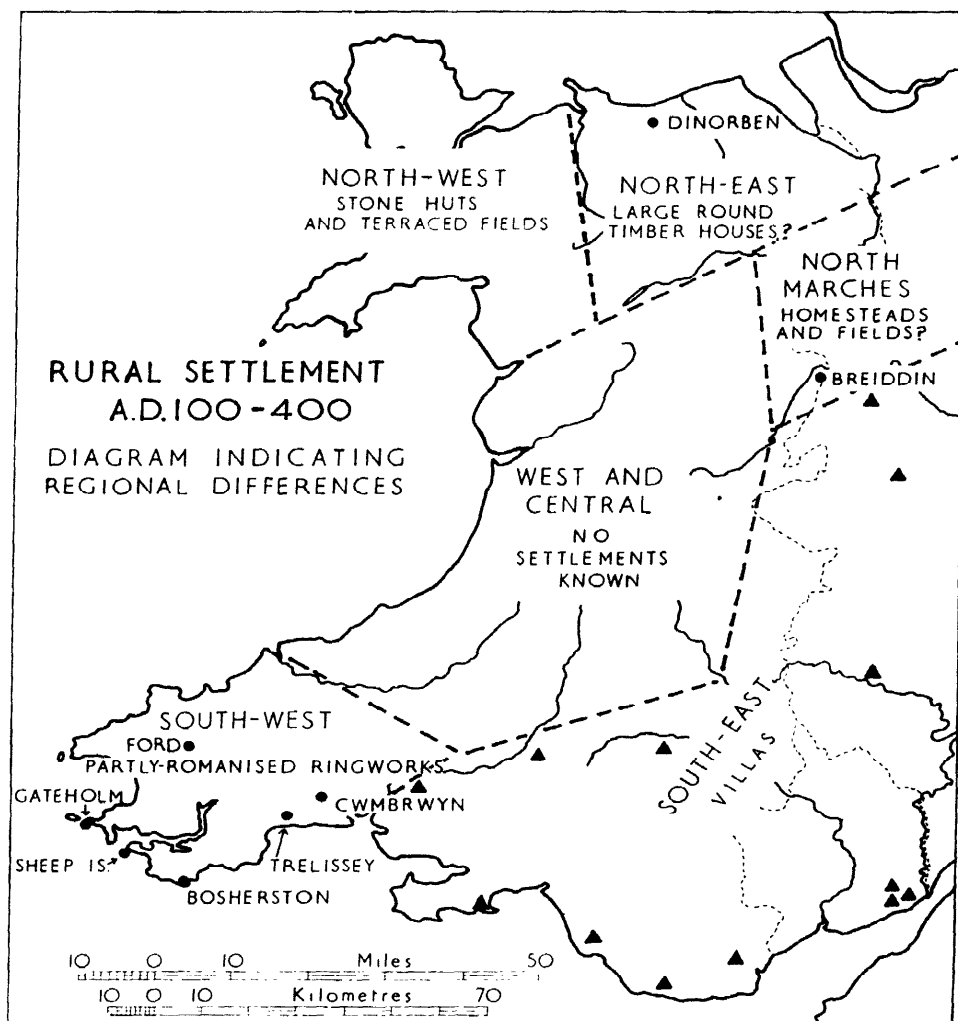 DINORBEN
NORTH-WEST
STONE HUTS
AND TERRACED FIELDS
NORTH-EAST
LARGE ROUND
TIMBER HOUSES?
NORTH
MARCHES
HOMESTEADS
AND FIELDS?
BREIDDIN
RURAL SETTLEMENT
A.D.100-400
DIAGRAM INDICATING
REGIONAL DIFFERENCES
WEST AND
CENTRAL
NO
SETTLEMENTS
KNOWN
SOUTH-EAST
VILLAS
SOUTH-WEST
FORD
PARTLY-ROMANISED RINGWORKS
GATEHOLM
CWMBRWYN
SHEEP IS.
TRELISSEY
BOSHERSTON
10 0 10 Miles 50
10 0 10 Kilometres 70